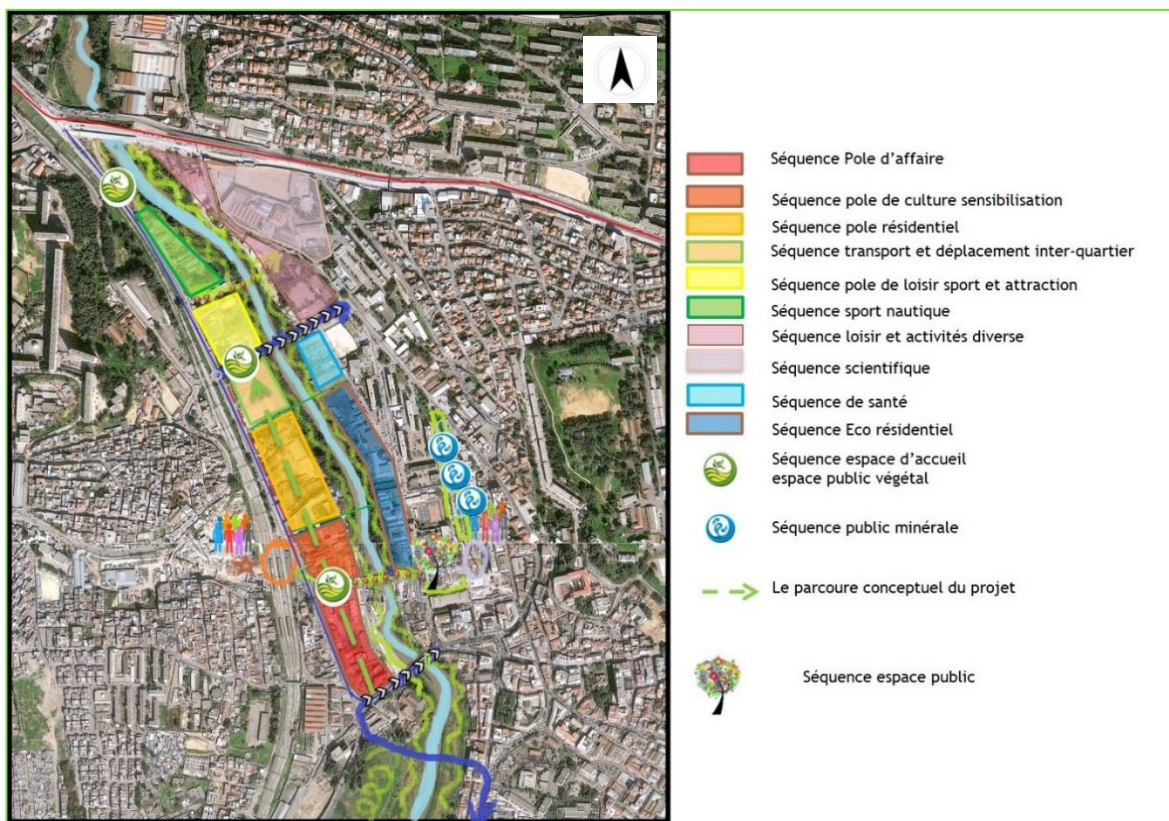 Séquence Pole d'affaire
Séquence pole de culture sensibilisation
Séquence pole résidentiel
Séquence transport et déplacement inter-quartier
Séquence pole de loisir sport et attraction
Séquence sport nautique
Séquence loisir et activités diverse
Séquence scientifique
Séquence de santé
Séquence Eco résidentiel
Séquence espace d'accueil
espace public végétal
Séquence public minérale
Le parcoure conceptuel du projet
Séquence espace public